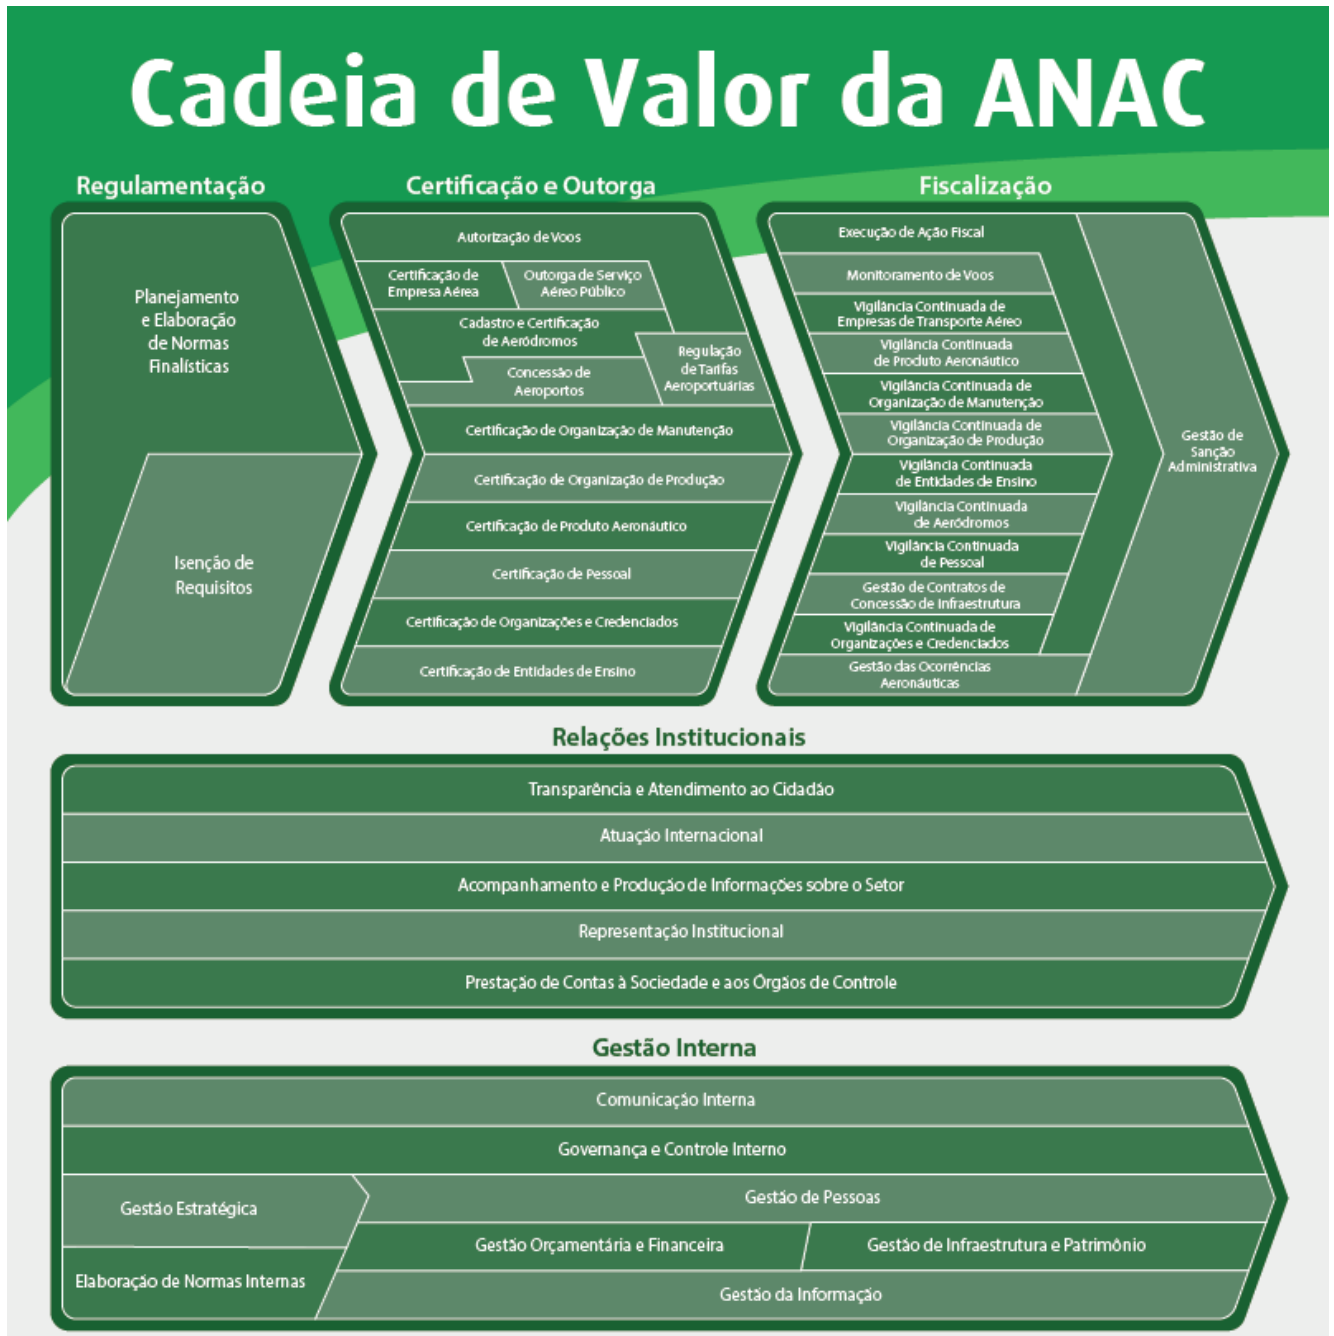 Cadeia de Valor da ANAC
Regulamentação
Planejamento
e Elaboração
de Normas
Finalísticas
Isenção de
Requisitos
Certificação e Outorga
Autorização de Voos
Certificação de
Empresa Aérea
Outorga de Serviço
Aéreo Público
Cadastro e Certificação
de Aeródromos
Regulação
de Tarifas
Aeroportuárias
Concessão de
Aeroportos
Certificação de Organização de Manutenção
Certificação de Organização de Produção
Certificação de Produto Aeronáutico
Certificação de Pessoal
Certificação de Organizações e Credenciados
Certificação de Entidades de Ensino
Fiscalização
Execução de Ação Fiscal
Monitoramento de Voos
Vigilância Continuada de
Empresas de Transporte Aéreo
Vigilância Continuada
de Produto Aeronáutico
Vigilância Continuada de
Organização de Manutenção
Vigilância Continuada de
Organização de Produção
Vigilância Continuada
de Entidades de Ensino
Vigilância Continuada
de Aeródromos
Vigilância Continuada
de Pessoal
Gestão de Contratos de
Concessão de Infraestrutura
Vigilância Continuada de
Organizações e Credenciados
Gestão das Ocorrências
Aeronáuticas
Gestão de
Sanção
Administrativa
Relações Institucionais
Transparência e Atendimento ao Cidadão
Atuação Internacional
Acompanhamento e Produção de Informações sobre o Setor
Representação Institucional
Prestação de Contas à Sociedade e aos Órgãos de Controle
Gestão Interna
Comunicação Interna
Governança e Controle Interno
Gestão Estratégica
Gestão de Pessoas
Gestão Orçamentária e Financeira
Gestão de Infraestrutura e Patrimônio
Elaboração de Normas Internas
Gestão da Informação